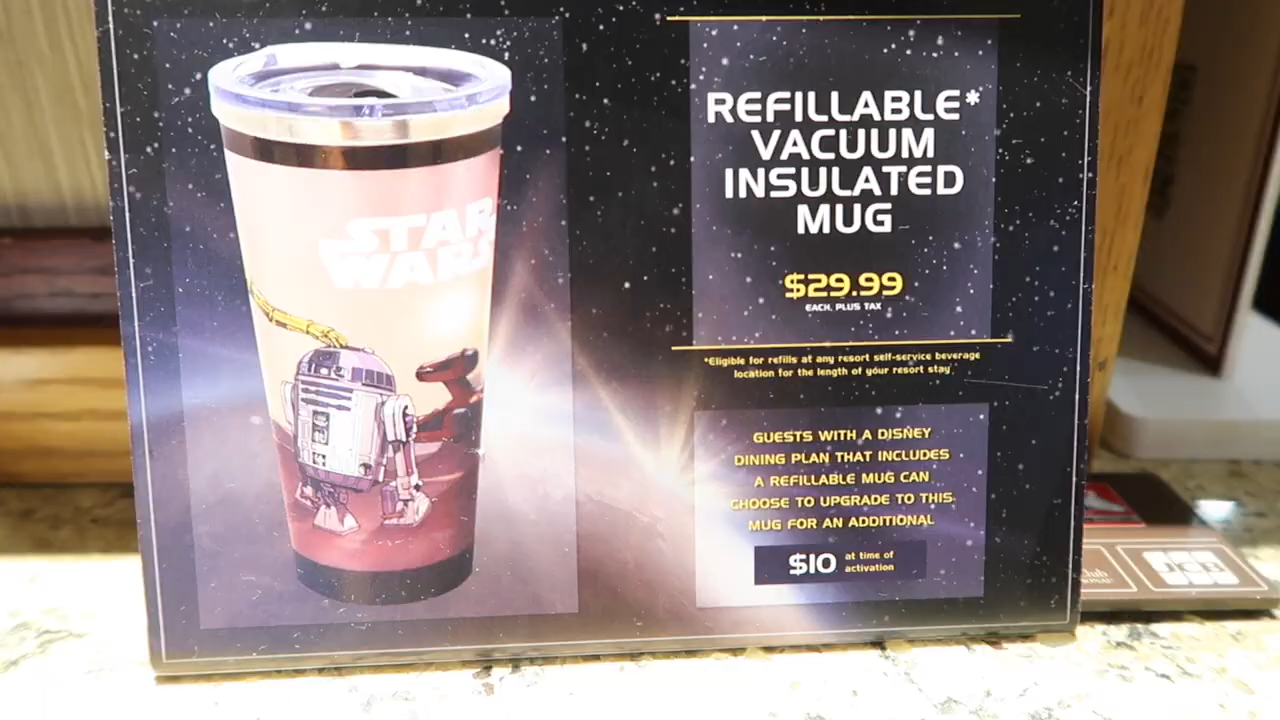 STAR
WARS
REFILLABLE*
VACUUM
INSULATED
MUG
$29.99
EACH, PLUS TAX
*Eligible for refills at any resort self-service beverage
location for the length of your resort stay
GUESTS WITH A DISNEY
DINING PLAN THAT INCLUDES
A REFILLABLE MUG CAN
CHOOSE TO UPGRADE TO THIS
MUG FOR AN ADDITIONAL
$10 at time of
activation
JCB